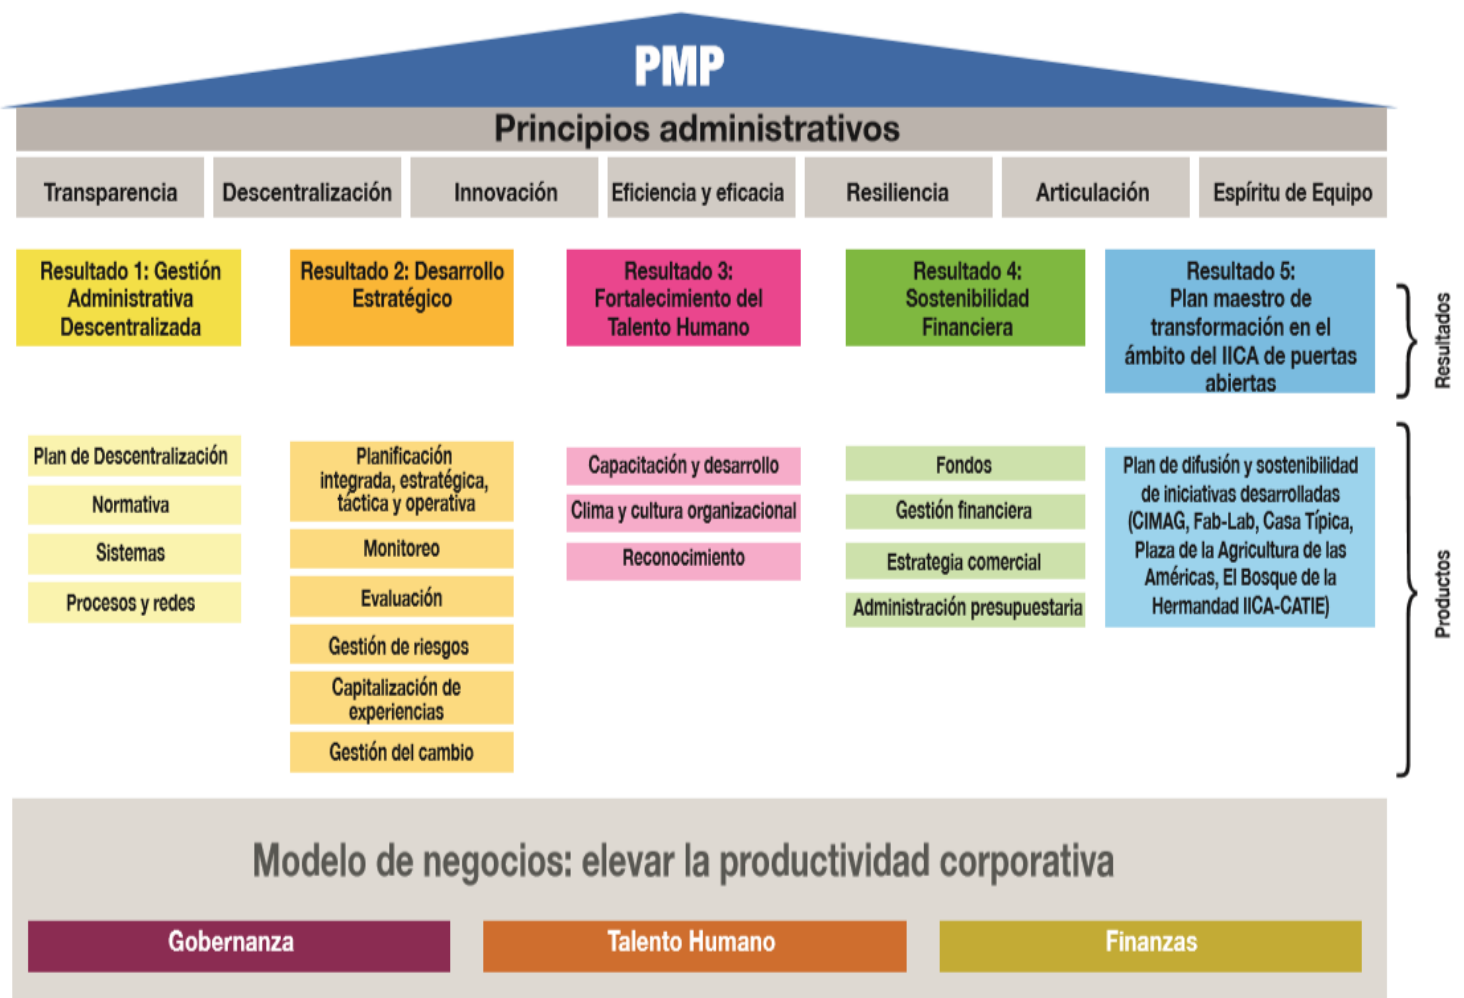 PMP
Principios administrativos
Transparencia
Descentralización
Innovación
Eficiencia y eficacia
Resiliencia
Articulación
Espíritu de Equipo
Resultado 1: Gestión
Administrativa
Descentralizada
Resultado 2: Desarrollo
Estratégico
Resultado 3:
Fortalecimiento del
Talento Humano
Resultado 4:
Sostenibilidad
Financiera
Resultado 5:
Plan maestro de
transformación en el
ámbito del IICA de puertas
abiertas
Resultados
Plan de Descentralización
Normativa
Sistemas
Procesos y redes
Planificación
integrada, estratégica,
táctica y operativa
Monitoreo
Evaluación
Gestión de riesgos
Capitalización de
experiencias
Gestión del cambio
Capacitación y desarrollo
Clima y cultura organizacional
Reconocimiento
Fondos
Gestión financiera
Estrategia comercial
Administración presupuestaria
Plan de difusión y sostenibilidad
de iniciativas desarrolladas
(CIMAG, Fab-Lab, Casa Típica,
Plaza de la Agricultura de las
Américas, El Bosque de la
Hermandad IICA-CATIE)
Productos
Modelo de negocios: elevar la productividad corporativa
Gobernanza
Talento Humano
Finanzas